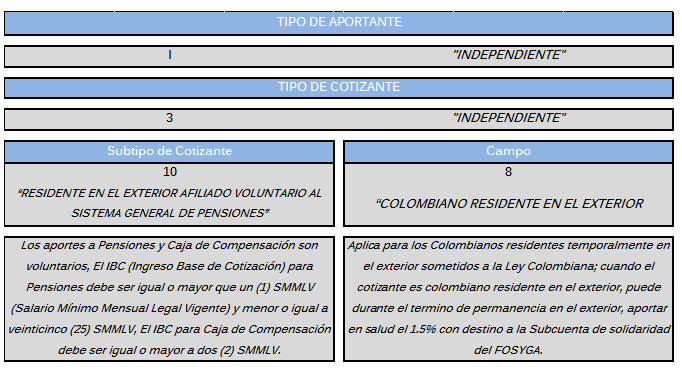 TIPO DE APORTANTE
I "INDEPENDIENTE"
TIPO DE COTIZANTE
3 "INDEPENDIENTE"
Subtipo de Cotizante
10
"RESIDENTE EN EL EXTERIOR AFILIADO VOLUNTARIO AL
SISTEMA GENERAL DE PENSIONES"
Los aportes a Pensiones y Caja de Compensación son
voluntarios, El IBC (Ingreso Base de Cotización) para
Pensiones debe ser igual o mayor que un (1) SMMLV
(Salario Mínimo Mensual Legal Vigente) y menor o igual a
veinticinco (25) SMMLV, El IBC para Caja de Compensación
debe ser igual o mayor a dos (2) SMMLV.
Campo
8
"COLOMBIANO RESIDENTE EN EL EXTERIOR
Aplica para los Colombianos residentes temporalmente en
el exterior sometidos a la Ley Colombiana; cuando el
cotizante es colombiano residente en el exterior, puede
durante el termino de permanencia en el exterior, aportar
en salud el 1.5% con destino a la Subcuenta de solidaridad
del FOSYGA.